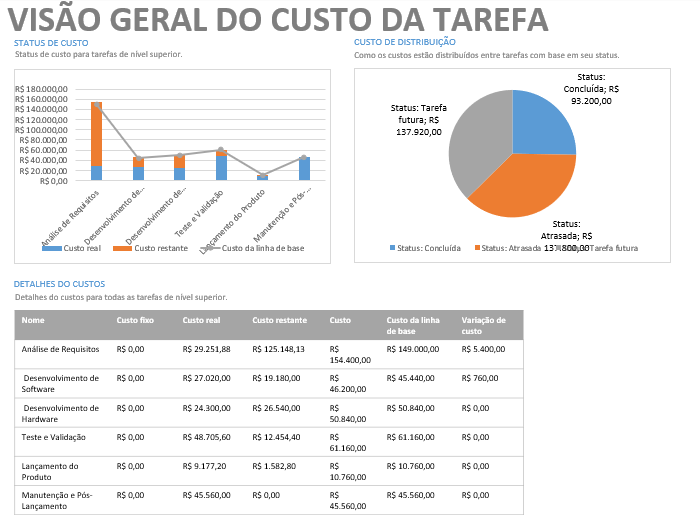 VISÃO GERAL DO CUSTO DA TAREFA
STATUS DE CUSTO
Status de custo para tarefas de nível superior.
R$ 180.000,00
R$ 160.000,00
R$ 140.000,00
R$ 120.000,00
R$ 100.000,00
R$ 80.000,00
R$ 60.000,00
R$ 40.000,00
R$ 20.000,00
R$ 0,00
Análise de Requisitos
Desenvolvimento de...
Desenvolvimento de...
Teste e Validação
Lançamento do Produto
Manutenção e Pós-...
Custo real
Custo restante
Custo da linha de base
CUSTO DE DISTRIBUIÇÃO
Como os custos estão distribuídos entre tarefas com base em seu status.
Status:
Concluída; R$
93.200,00
Status: Tarefa
futura; R$
137.920,00
Status:
Atrasada; R$
137.800,00
Status: Concluída
Status: Atrasada
Tarefa futura
DETALHES DO CUSTOS
Detalhes do custos para todas as tarefas de nível superior.
Nome Custo fixo Custo real Custo restante Custo Custo da linha Variação de
de base custo
Análise de Requisitos R$ 0,00 R$ 29.251,88 R$ 125.148,13 R$ R$ 149.000,00 R$ 5.400,00
154.400,00
Desenvolvimento de R$ 0,00 R$ 27.020,00 R$ 19.180,00 R$ R$ 45.440,00 R$ 760,00
Software 46.200,00
Desenvolvimento de R$ 0,00 R$ 24.300,00 R$ 26.540,00 R$ R$ 50.840,00 R$ 0,00
Hardware 50.840,00
Teste e Validação R$ 0,00 R$ 48.705,60 R$ 12.454,40 R$ R$ 61.160,00 R$ 0,00
61.160,00
Lançamento do R$ 0,00 R$ 9.177,20 R$ 1.582,80 R$ R$ 10.760,00 R$ 0,00
Produto 10.760,00
Manutenção e Pós- R$ 0,00 R$ 45.560,00 R$ 0,00 R$ R$ 45.560,00 R$ 0,00
Lançamento 45.560,00